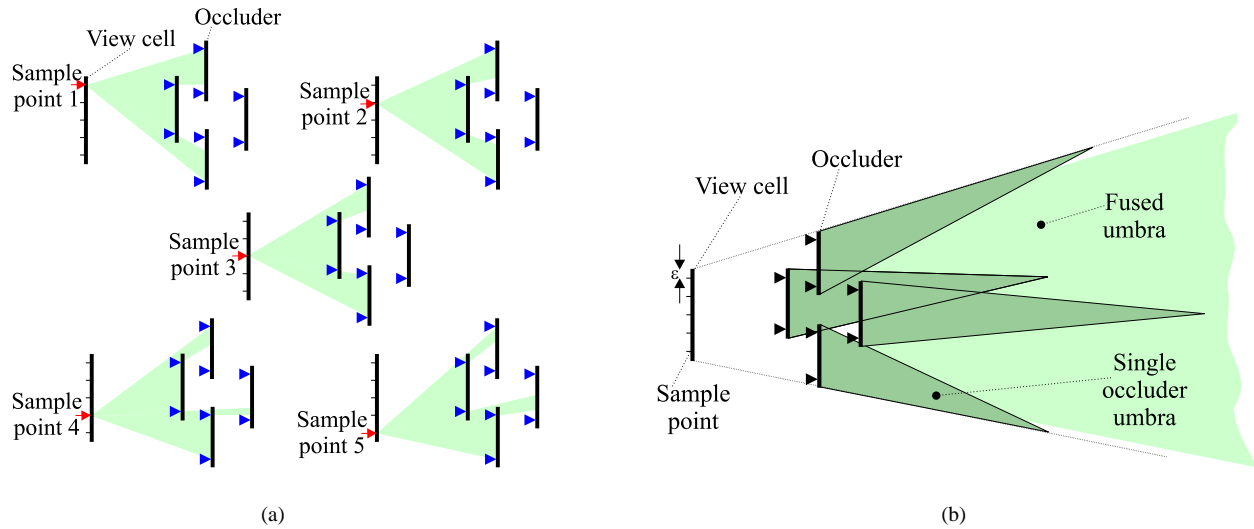 Occluder
View cell
Sample
point 1
Sample
point 2
Sample
point 3
Sample
point 4
Sample
point 5
(a)
Occluder
View cell
ε
Fused
umbra
Sample
point
Single
occluder
umbra
(b)